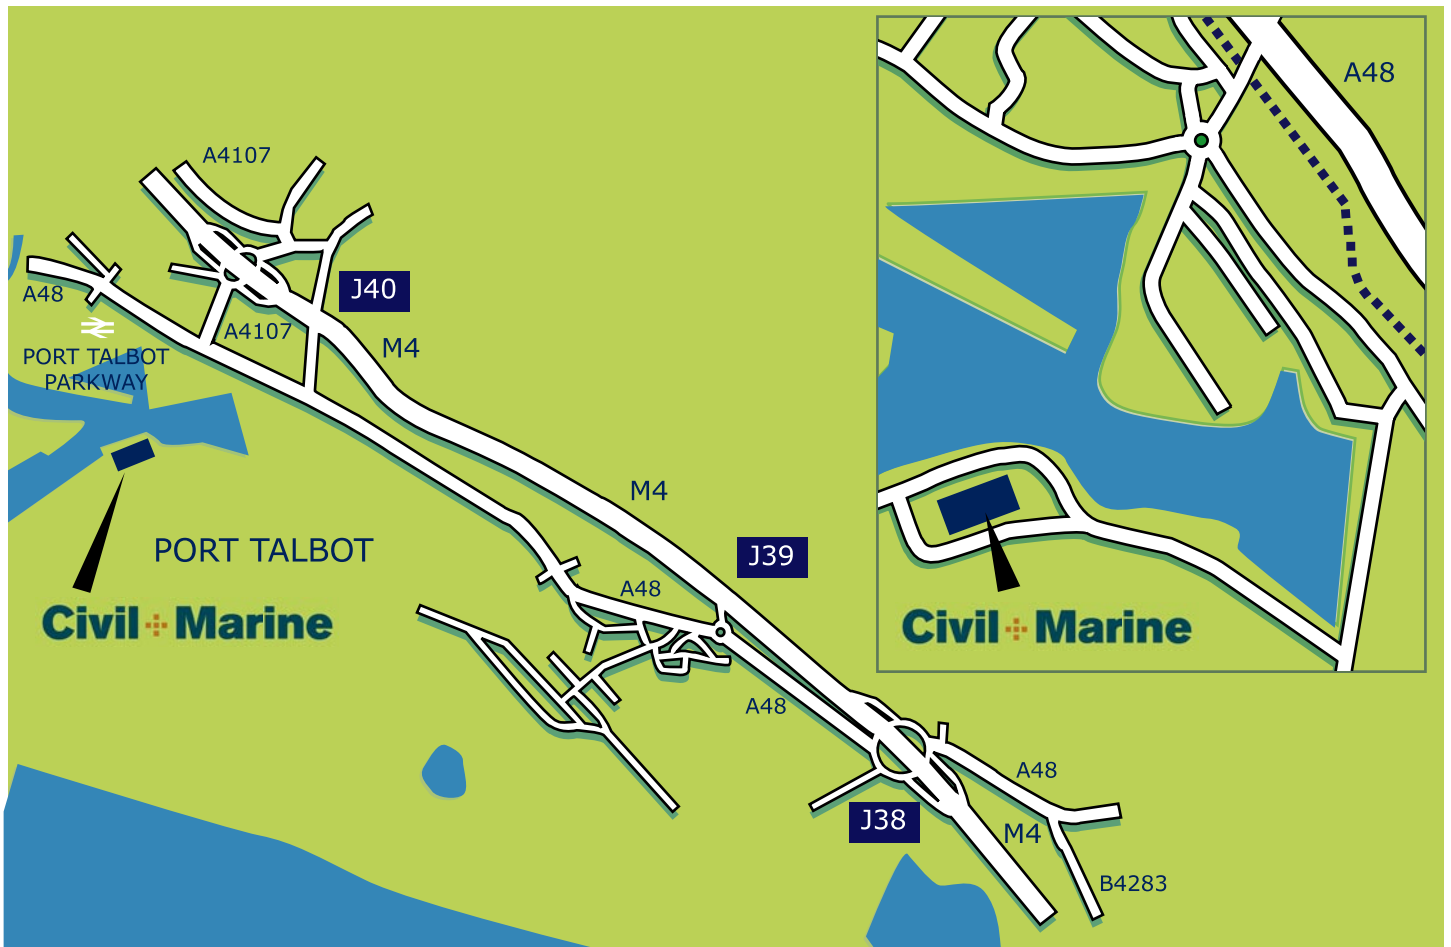 A4107
A48
J40
A4107
M4
PORT TALBOT
PARKWAY
M4
PORT TALBOT
J39
A48
Civil Marine
A48
A48
J38
M4
B4283
A48
Civil Marine